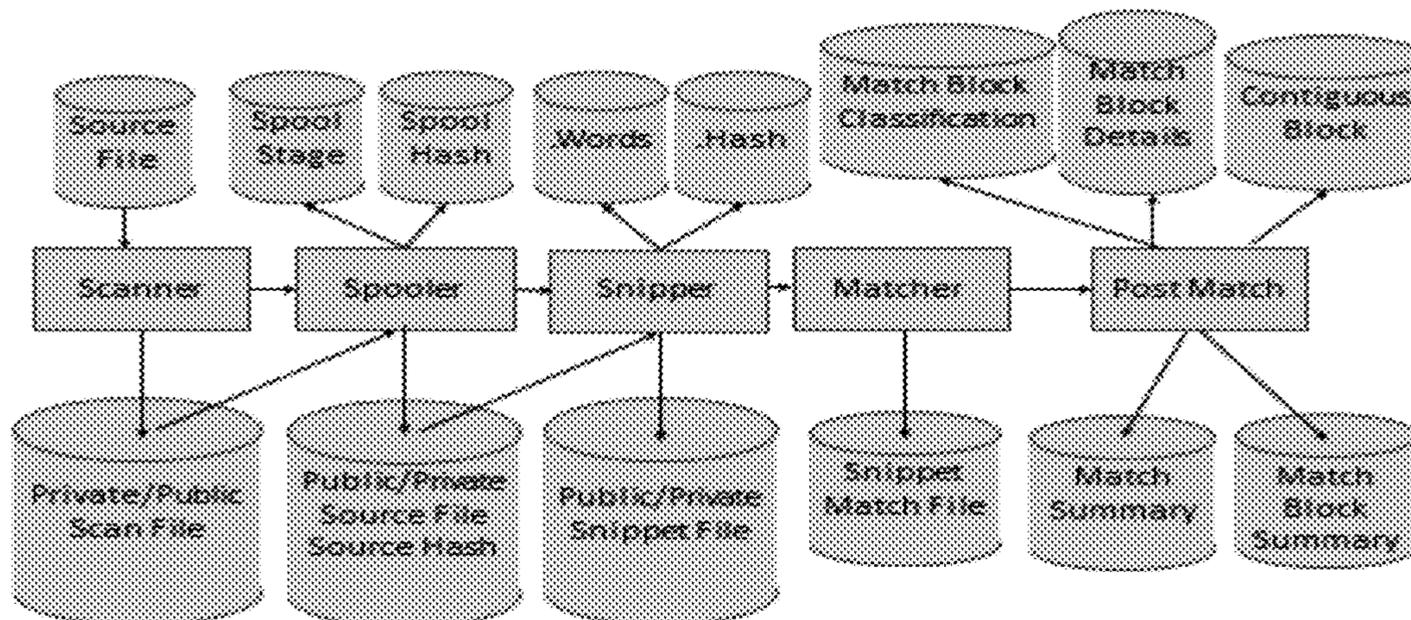 Source
File
Spool
Stage
Spool
Hash
.Words
.Hash
Match Block
Classification
Match
Block
Details
Contiguous
Block
Scanner
Spooler
Snipper
Matcher
Post Match
Private/Public
Scan File
Public/Private
Source File
Source Hash
Public/Private
Snippet File
Snippet
Match File
Match
Summary
Match
Block
Summary